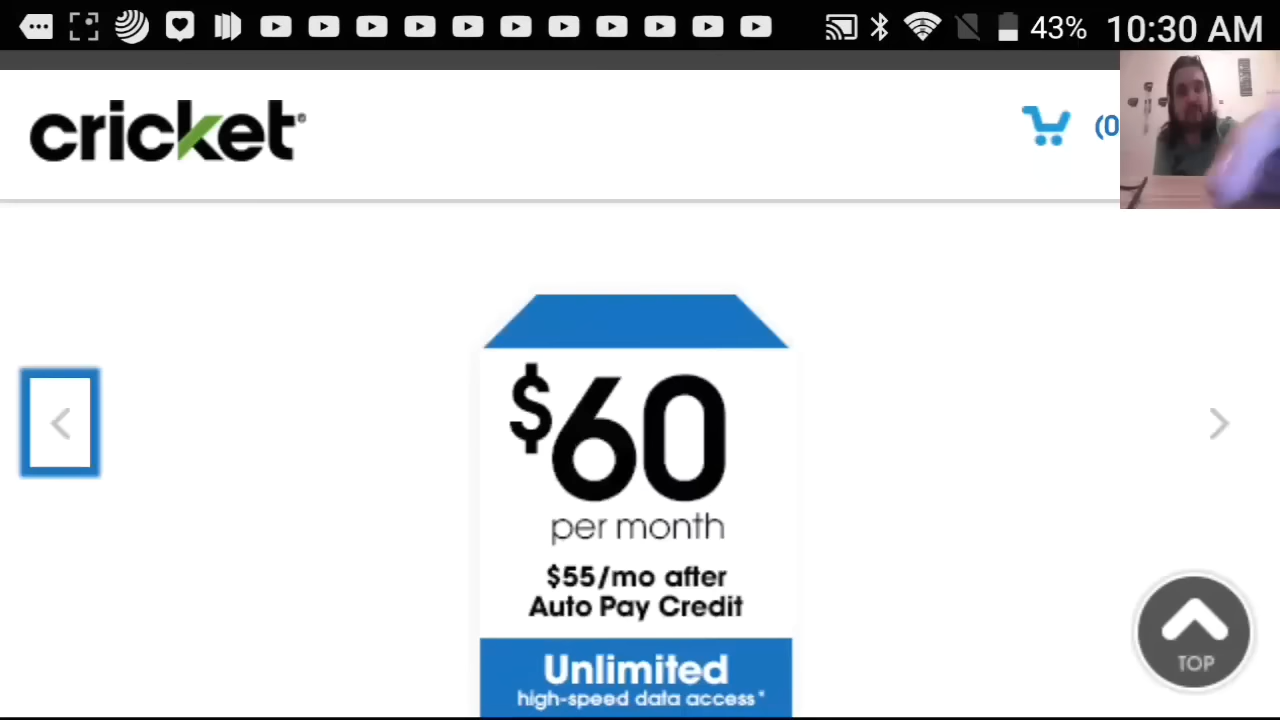 43% 10:30 AM
cricket®
(0
$60
per month
$55/mo after
Auto Pay Credit
Unlimited
high-speed data access*
TOP